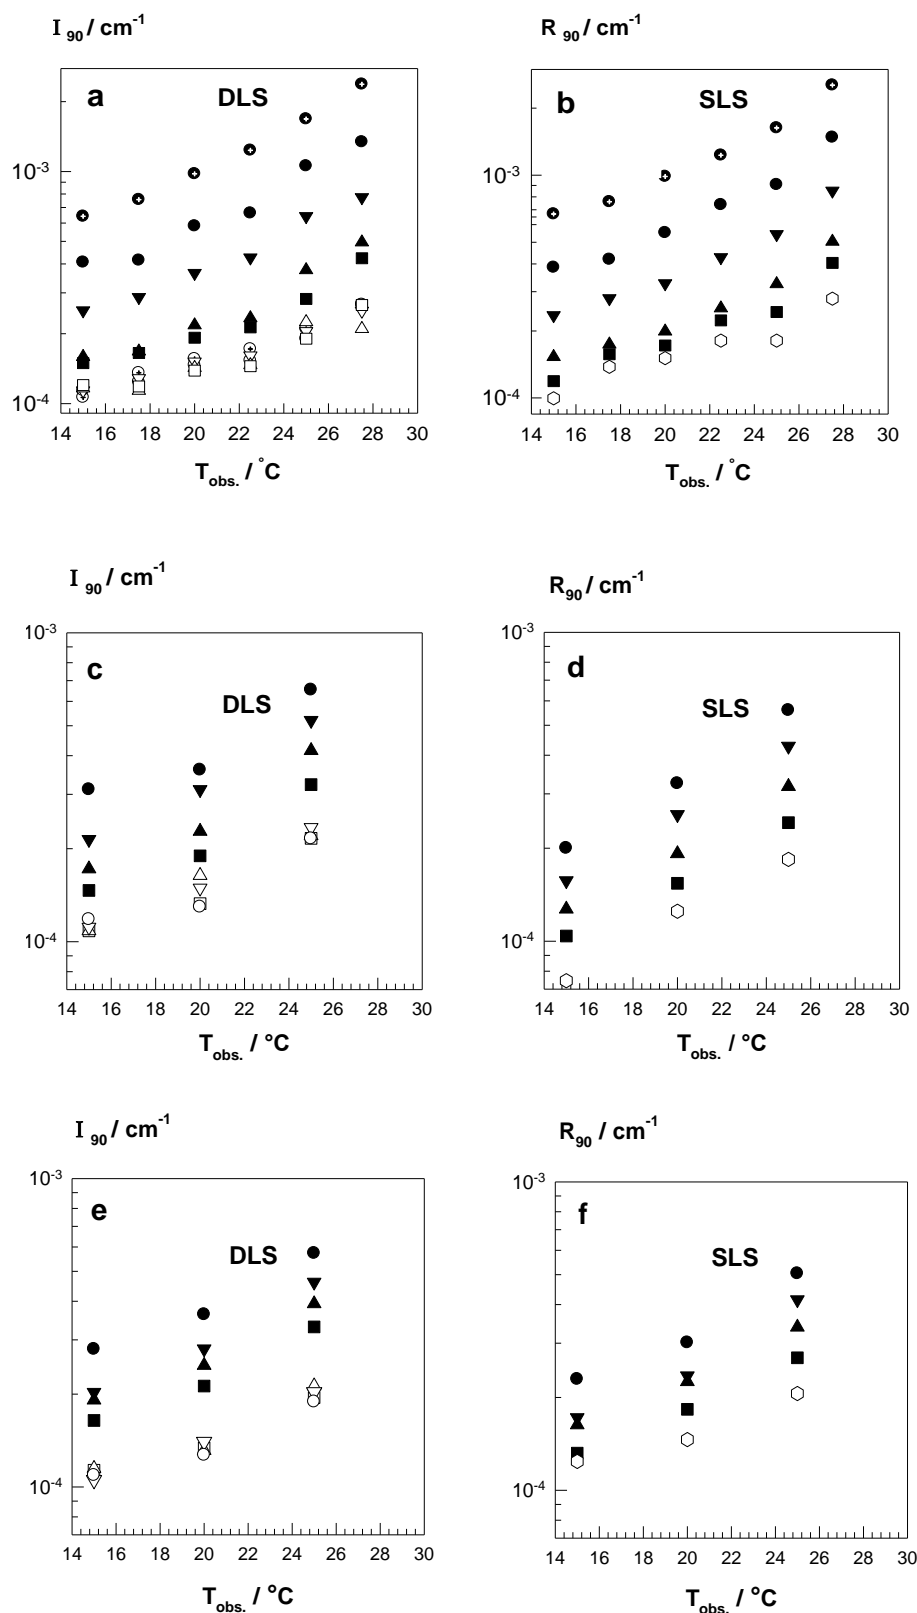 I 90 / cm-1
R 90 / cm-1
a
DLS
b
SLS
10-3
10-3
10-4
10-4
14 16 18 20 22 24 26 28 30
14 16 18 20 22 24 26 28 30
Tobs. / °C
Tobs. / °C
I 90 / cm-1
R90 / cm-1
10-3
10-3
c
DLS
d
SLS
10-4
10-4
14 16 18 20 22 24 26 28 30
14 16 18 20 22 24 26 28 30
Tobs. / °C
Tobs. / °C
I 90 / cm-1
R90 / cm-1
10-3
10-3
e
DLS
f
SLS
10-4
10-4
14 16 18 20 22 24 26 28 30
14 16 18 20 22 24 26 28 30
Tobs. / °C
Tobs. / °C